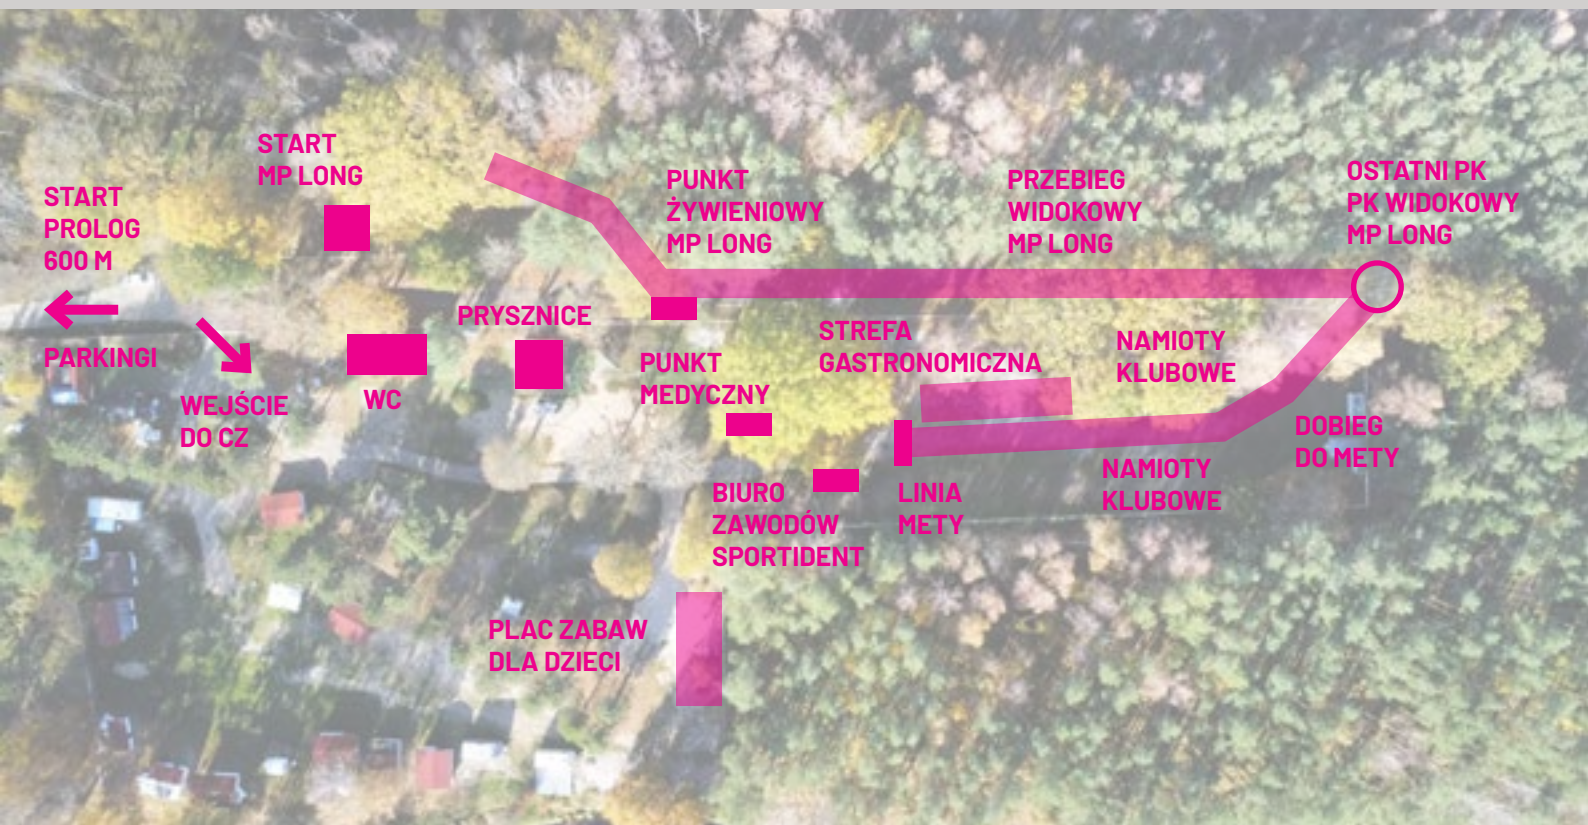 START
MP LONG
START
PROLOG
600 M
PARKINGI
WEJŚCIE
DO CZ
WC
PRYSZNICE
PUNKT
ŻYWIENIOWY
MP LONG
PRZEBIEG
WIDOKOWY
MP LONG
OSTATNI PK
PK WIDOKOWY
MP LONG
PUNKT
MEDYCZNY
STREFA
GASTRONOMICZNA
NAMIOTY
KLUBOWE
DOBIEG
DO METY
NAMIOTY
KLUBOWE
BIURO
ZAWODÓW
SPORTIDENT
LINIA
METY
PLAC ZABAW
DLA DZIECI